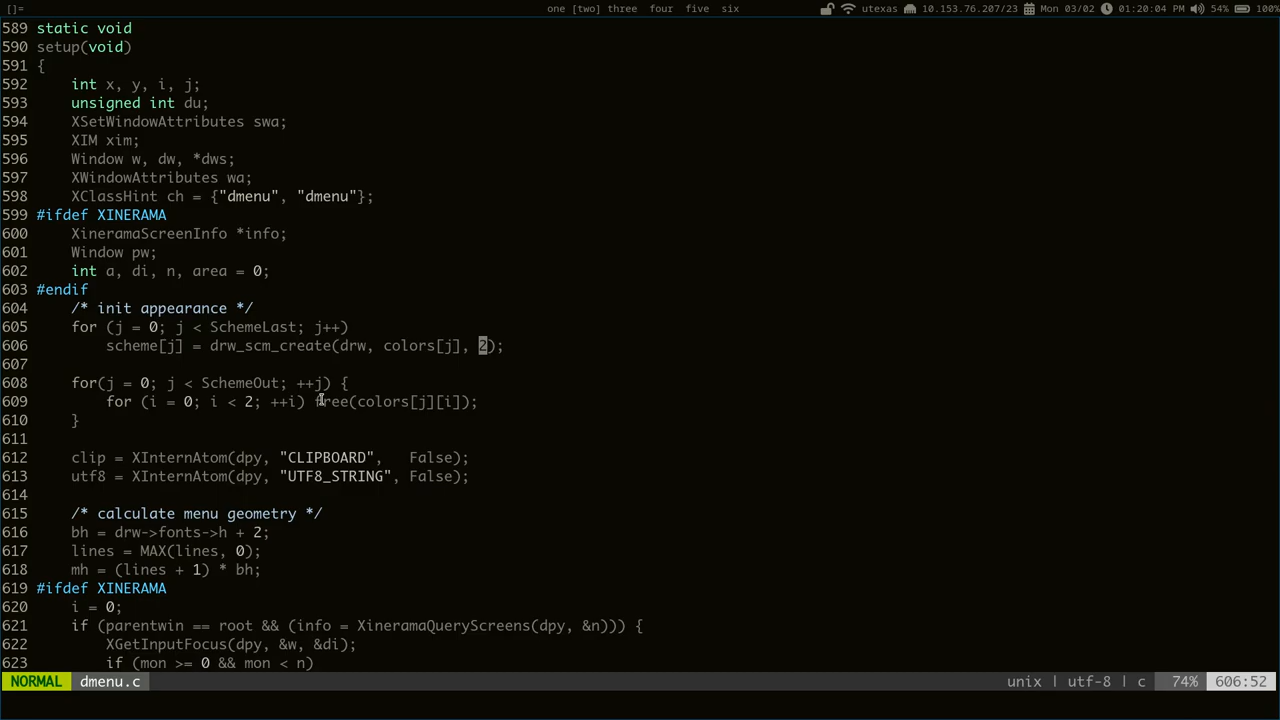 []= one [two] three four five six utexas 10.153.76.207/23 Mon 03/02 01:20:04 PM 54% 100%
589 static void
590 setup(void)
591 {
592 int x, y, i, j;
593 unsigned int du;
594 XSetWindowAttributes swa;
595 XIM xim;
596 Window w, dw, *dws;
597 XWindowAttributes wa;
598 XClassHint ch = {"dmenu", "dmenu"};
599 #ifdef XINERAMA
600 XineramaScreenInfo *info;
601 Window pw;
602 int a, di, n, area = 0;
603 #endif
604 /* init appearance */
605 for (j = 0; j < SchemeLast; j++)
606 scheme[j] = drw_scm_create(drw, colors[j], 2);
607
608 for(j = 0; j < SchemeOut; ++j) {
609 for (i = 0; i < 2; ++i) free(colors[j][i]);
610 }
611
612 clip = XInternAtom(dpy, "CLIPBOARD", False);
613 utf8 = XInternAtom(dpy, "UTF8_STRING", False);
614
615 /* calculate menu geometry */
616 bh = drw->fonts->h + 2;
617 lines = MAX(lines, 0);
618 mh = (lines + 1) * bh;
619 #ifdef XINERAMA
620 i = 0;
621 if (parentwin == root && (info = XineramaQueryScreens(dpy, &n))) {
622 XGetInputFocus(dpy, &w, &di);
623 if (mon >= 0 && mon < n)
NORMAL dmenu.c unix | utf-8 | c 74% 606:52